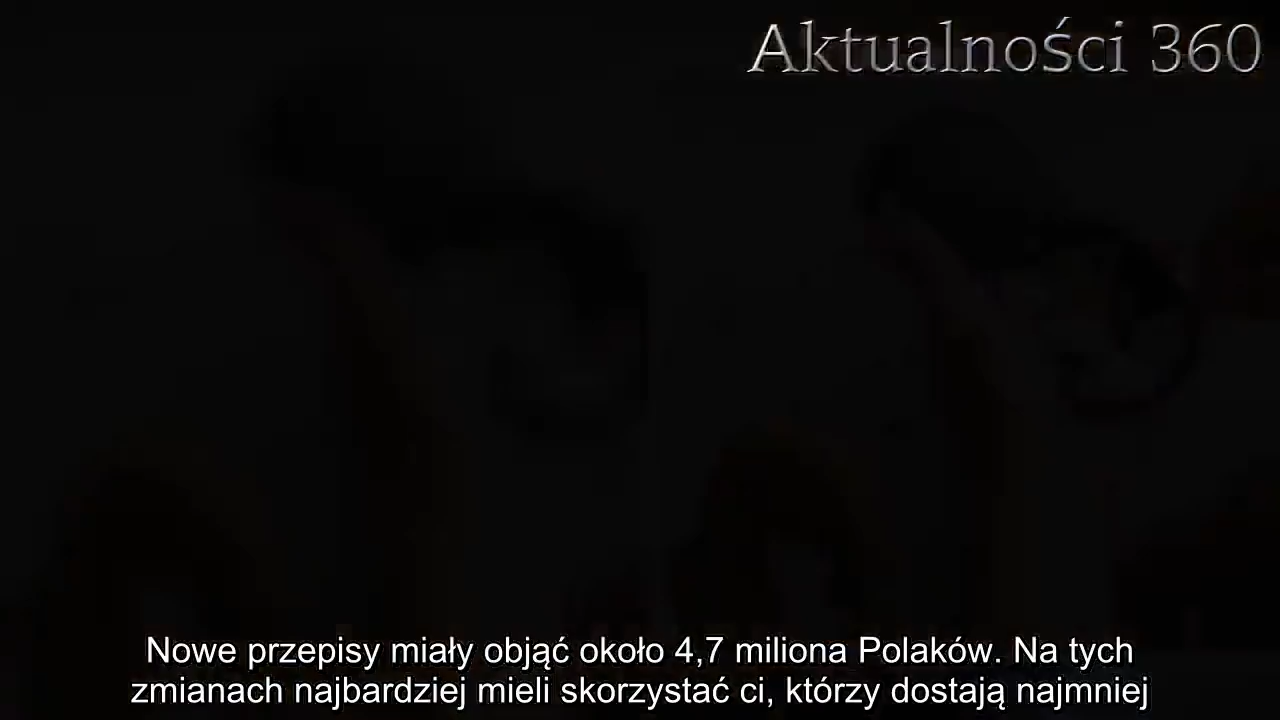 Aktualności 360
Nowe przepisy miały objąć około 4,7 miliona Polaków. Na tych
zmianach najbardziej mieli skorzystać ci, którzy dostają najmniej